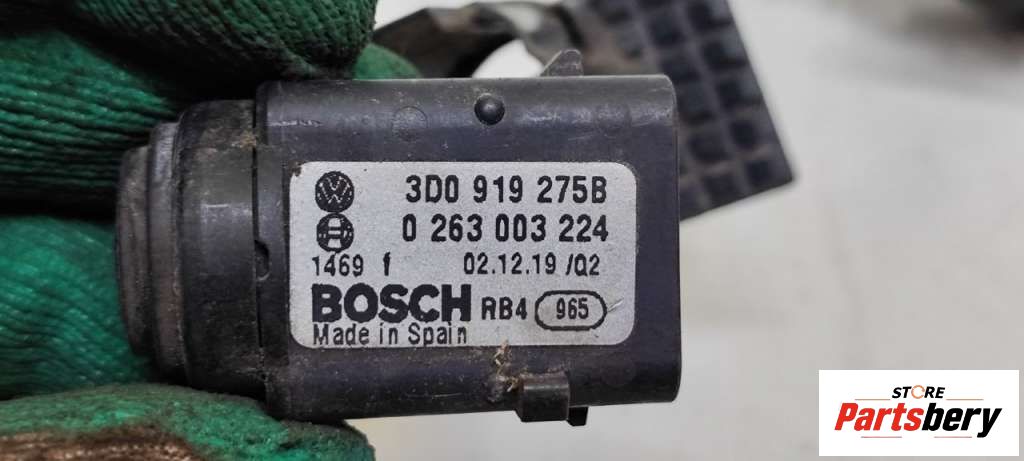 3D0 919 275B
0 263 003 224
1469 f 02.12.19 /Q2
BOSCH RB4 965
Made in Spain
STORE
Partsbery